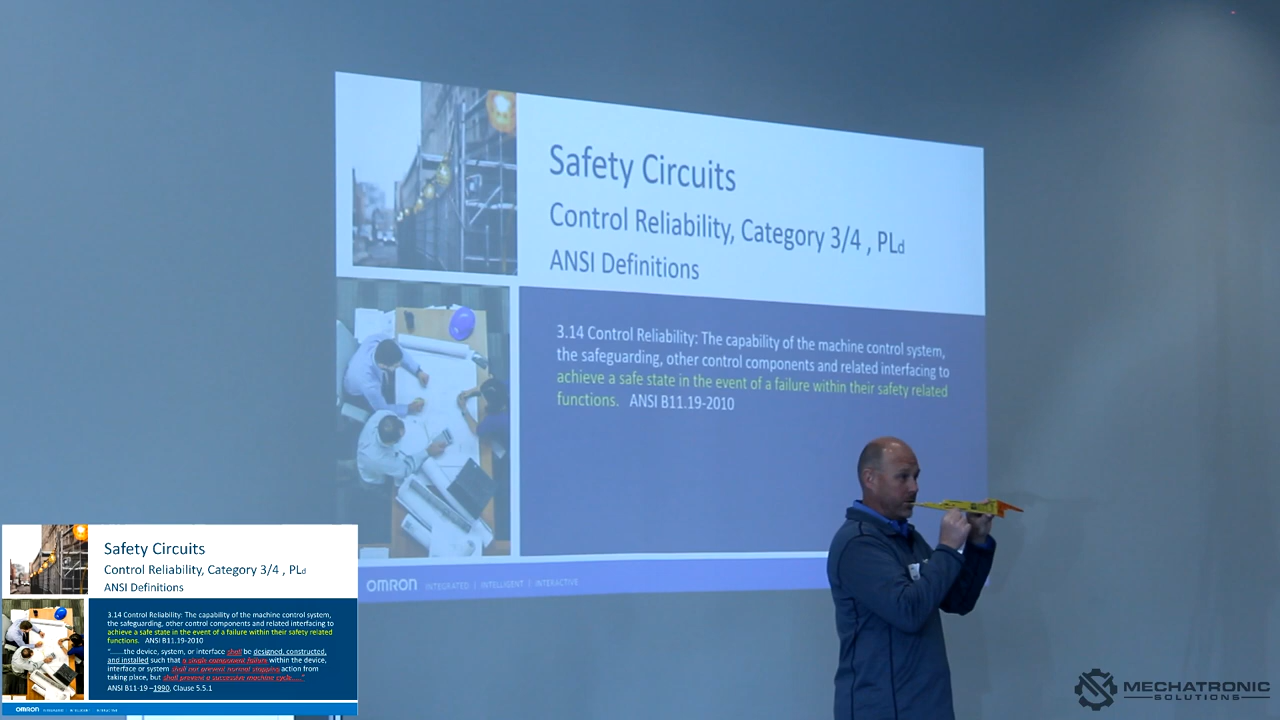 Safety Circuits
Control Reliability, Category 3/4 , PLd
ANSI Definitions
3.14 Control Reliability: The capability of the machine control system,
the safeguarding, other control components and related interfacing to
achieve a safe state in the event of a failure within their safety related
functions.   ANSI B11.19-2010
OMRON INTEGRATED | INTELLIGENT | INTERACTIVE
Safety Circuits
Control Reliability, Category 3/4 , PLd
ANSI Definitions
3.14 Control Reliability: The capability of the machine control system,
the safeguarding, other control components and related interfacing to
achieve a safe state in the event of a failure within their safety related
functions.   ANSI B11.19-2010
"......the device, system, or interface shall be designed, constructed,
and installed such that a single component failure within the device,
interface or system shall not prevent normal stopping action from
taking place, but shall prevent a successive machine cycle....."
ANSI B11-19 –1990, Clause 5.5.1
OMRON INTEGRATED | INTELLIGENT | INTERACTIVE
MECHATRONIC
SOLUTIONS